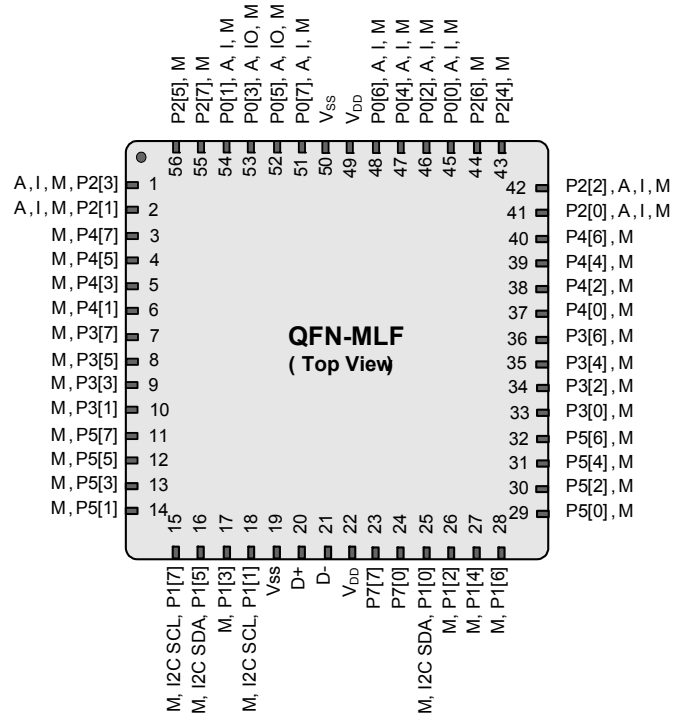 P2[5], M
P2[7], M
P0[1], A, I, M
P0[3], A, IO, M
P0[5], A, IO, M
P0[7], A, I, M
VSS
VDD
P0[6], A, I, M
P0[4], A, I, M
P0[2], A, I, M
P0[0], A, I, M
P2[6], M
P2[4], M
56
55
54
53
52
51
50
49
48
47
46
45
44
43
A, I, M, P2[3] 1
A, I, M, P2[1] 2
M, P4[7] 3
M, P4[5] 4
M, P4[3] 5
M, P4[1] 6
M, P3[7] 7
M, P3[5] 8
M, P3[3] 9
M, P3[1] 10
M, P5[7] 11
M, P5[5] 12
M, P5[3] 13
M, P5[1] 14
QFN-MLF
( Top View)
42 P2[2], A, I, M
41 P2[0], A, I, M
40 P4[6], M
39 P4[4], M
38 P4[2], M
37 P4[0], M
36 P3[6], M
35 P3[4], M
34 P3[2], M
33 P3[0], M
32 P5[6], M
31 P5[4], M
30 P5[2], M
29 P5[0], M
15
16
17
18
19
20
21
22
23
24
25
26
27
28
M, I2C SCL, P1[7]
M, I2C SDA, P1[5]
M, P1[3]
M, I2C SCL, P1[1]
Vss
D+
D-
VDD
P7[7]
P7[0]
M, I2C SDA, P1[0]
M, P1[2]
M, P1[4]
M, P1[6]